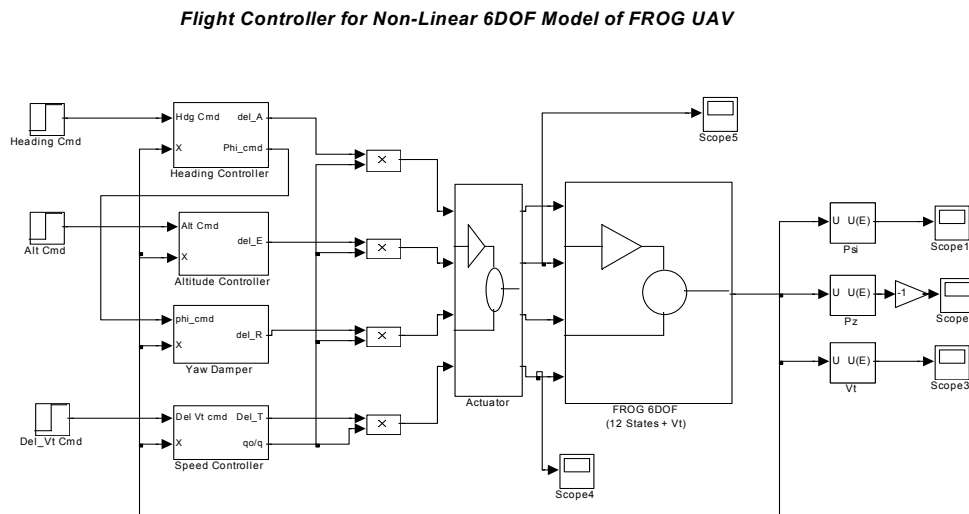 Flight Controller for Non-Linear 6DOF Model of FROG UAV
Heading Cmd
Hdg Cmd
del_A
X
Phi_cmd
Heading Controller
Alt Cmd
Alt Cmd
del_E
X
Altitude Controller
phi_cmd
del_R
X
Yaw Damper
Del_Vt Cmd
Del Vt cmd
Del_T
X
qo/q
Speed Controller
×
×
×
×
Actuator
Scope5
FROG 6DOF
(12 States + Vt)
Scope4
U U(E)
Psi
Scope1
U U(E)
Pz
-1
Scope
U U(E)
Vt
Scope3